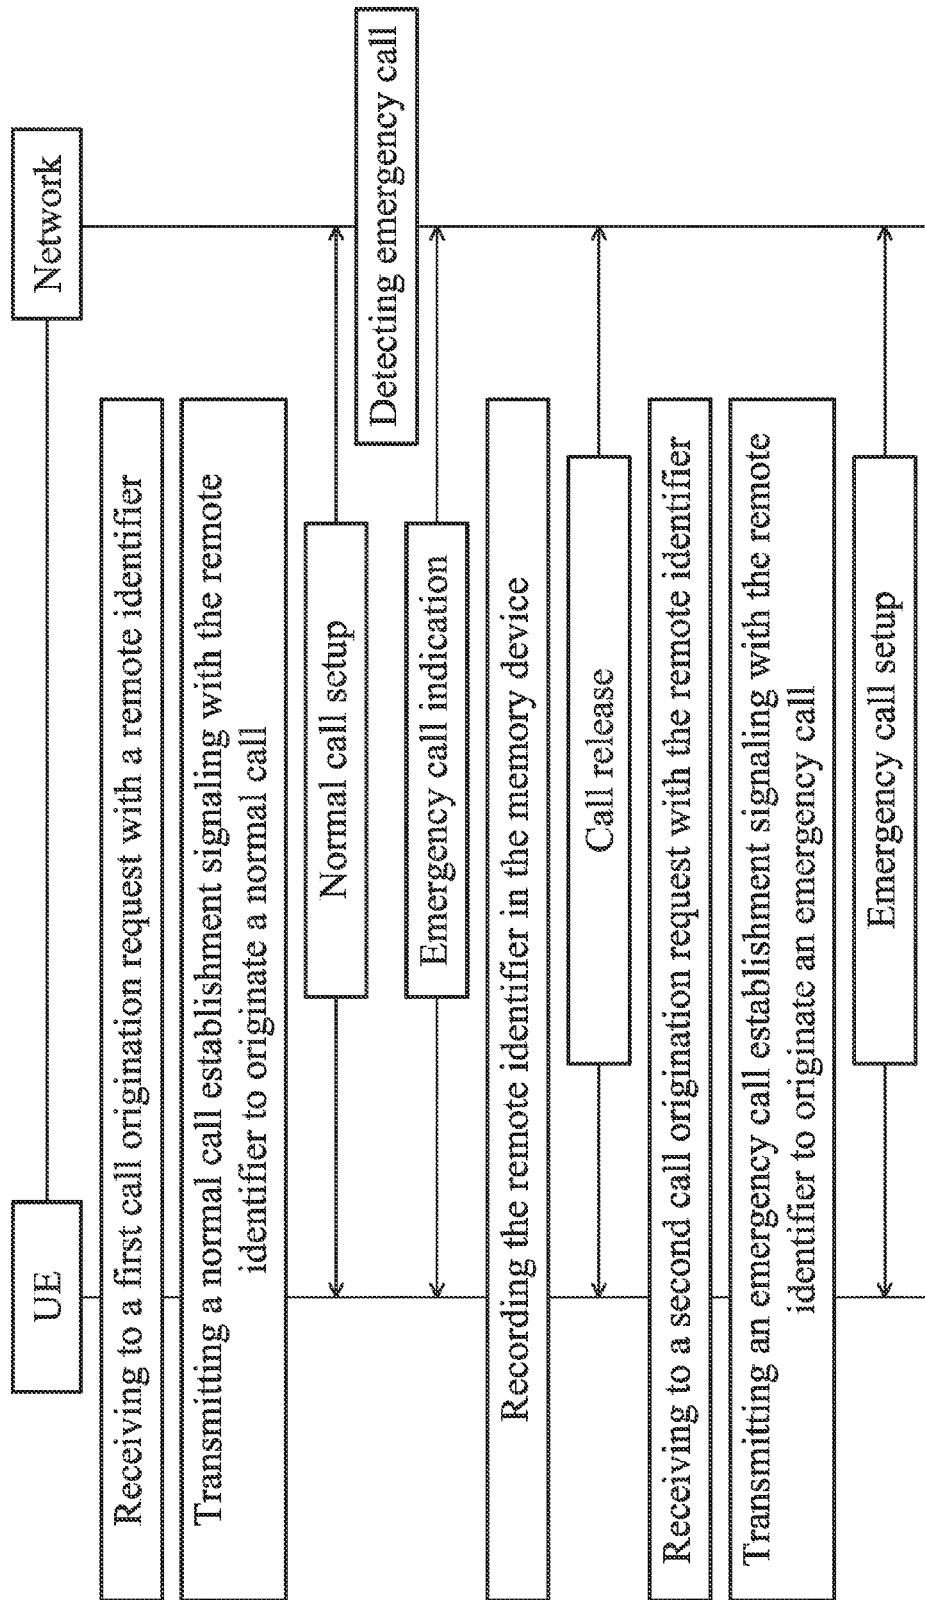 UE
Network
Receiving to a first call origination request with a remote identifier
Transmitting a normal call establishment signaling with the remote
identifier to originate a normal call
Normal call setup
Detecting emergency call
Emergency call indication
Recording the remote identifier in the memory device
Call release
Receiving to a second call origination request with the remote identifier
Transmitting an emergency call establishment signaling with the remote
identifier to originate an emergency call
Emergency call setup